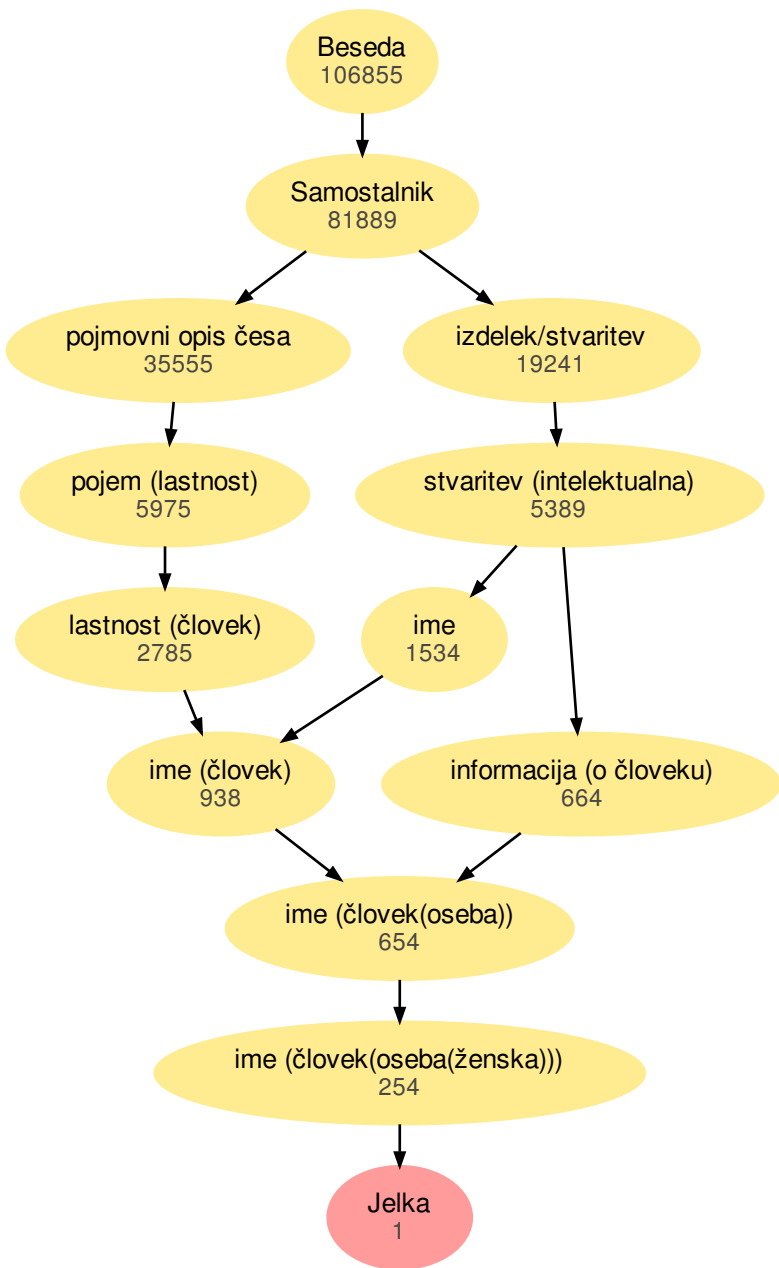 Beseda
106855
Samostalnik
81889
pojmovni opis česa
35555
izdelek/stvaritev
19241
pojem (lastnost)
5975
stvaritev (intelektualna)
5389
lastnost (človek)
2785
ime
1534
ime (človek)
938
informacija (o človeku)
664
ime (človek(oseba))
654
ime (človek(oseba(ženska)))
254
Jelka
1